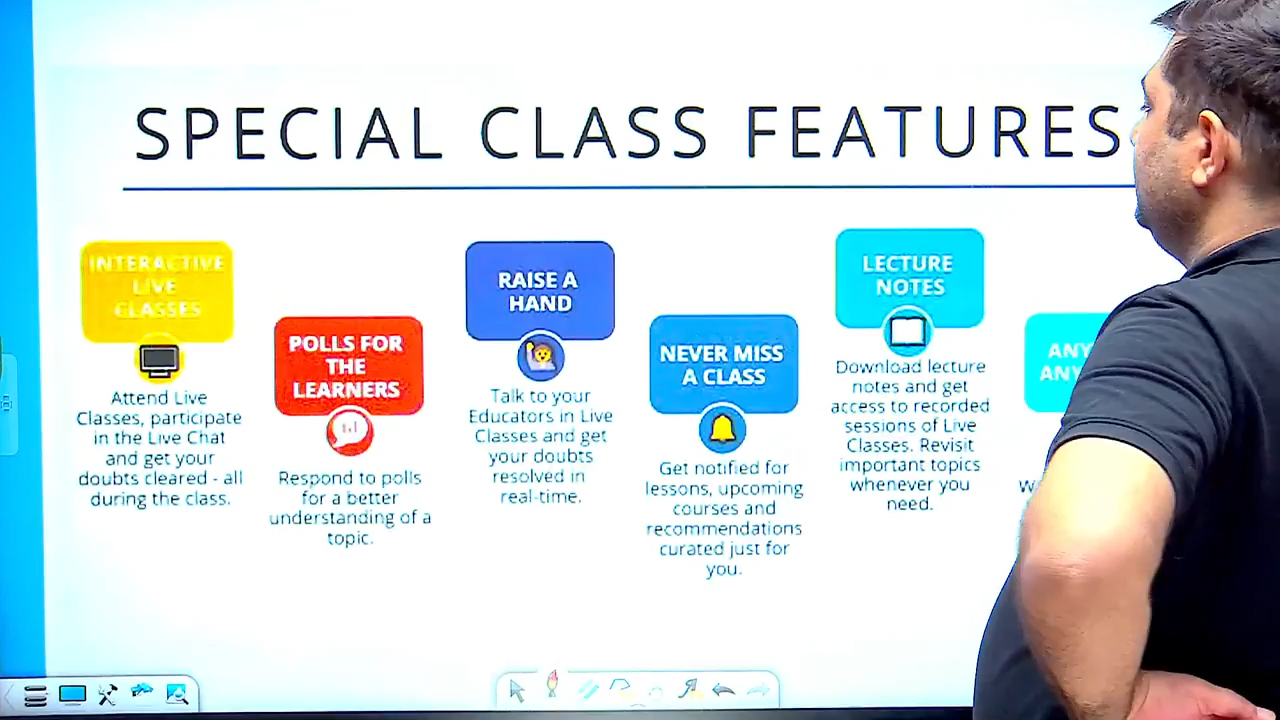 SPECIAL CLASS FEATURES
INTERACTIVE
LIVE
CLASSES
Attend Live
Classes, participate
in the Live Chat
and get your
doubts cleared - all
during the class.
POLLS FOR
THE
LEARNERS
Respond to polls
for a better
understanding of a
topic.
RAISE A
HAND
Talk to your
Educators in Live
Classes and get
your doubts
resolved in
real-time.
NEVER MISS
A CLASS
Get notified for
lessons, upcoming
courses and
recommendations
curated just for
you.
LECTURE
NOTES
Download lecture
notes and get
access to recorded
sessions of Live
Classes. Revisit
important topics
whenever you
need.
ANY
ANY